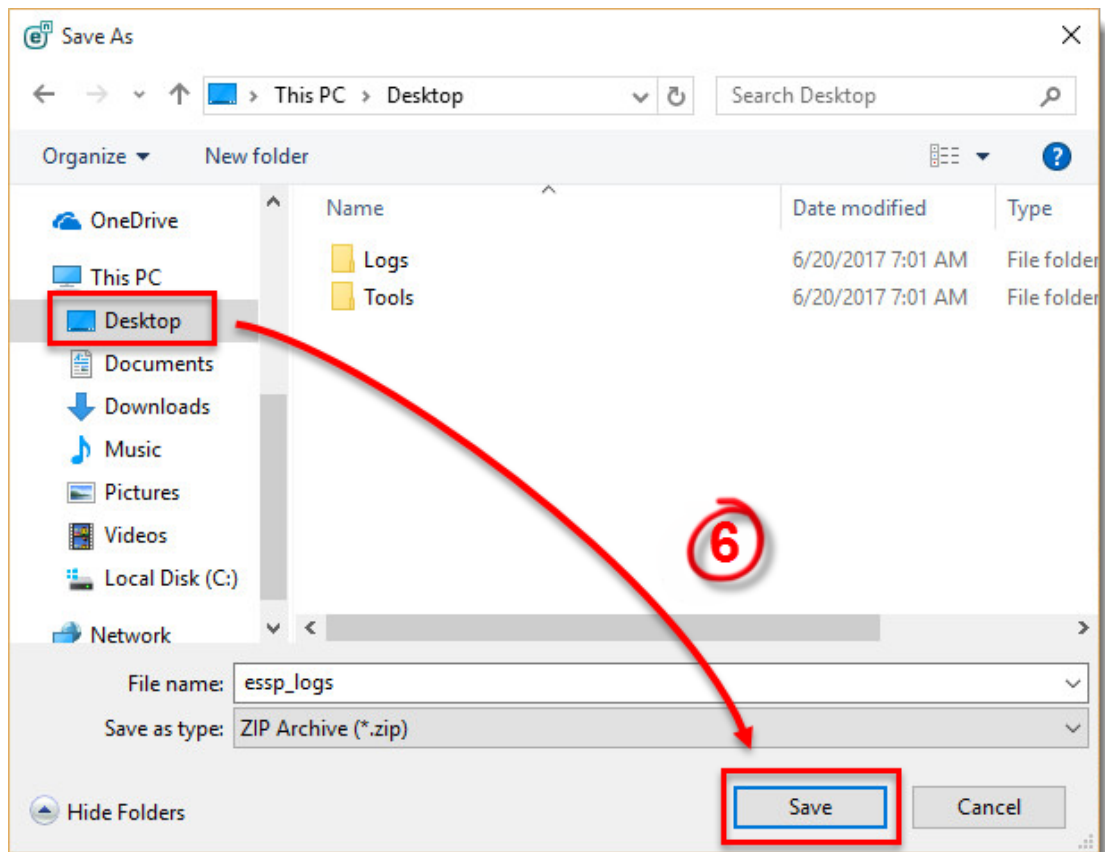 Save As
This PC > Desktop
Search Desktop
Organize
New folder
?
Name
Date modified
Type
OneDrive
This PC
Desktop
Documents
Downloads
Music
Pictures
Videos
Local Disk (C:)
Network
Logs
6/20/2017 7:01 AM
File folder
Tools
6/20/2017 7:01 AM
File folder
6
File name:
essp_logs
Save as type:
ZIP Archive (*.zip)
Hide Folders
Save
Cancel